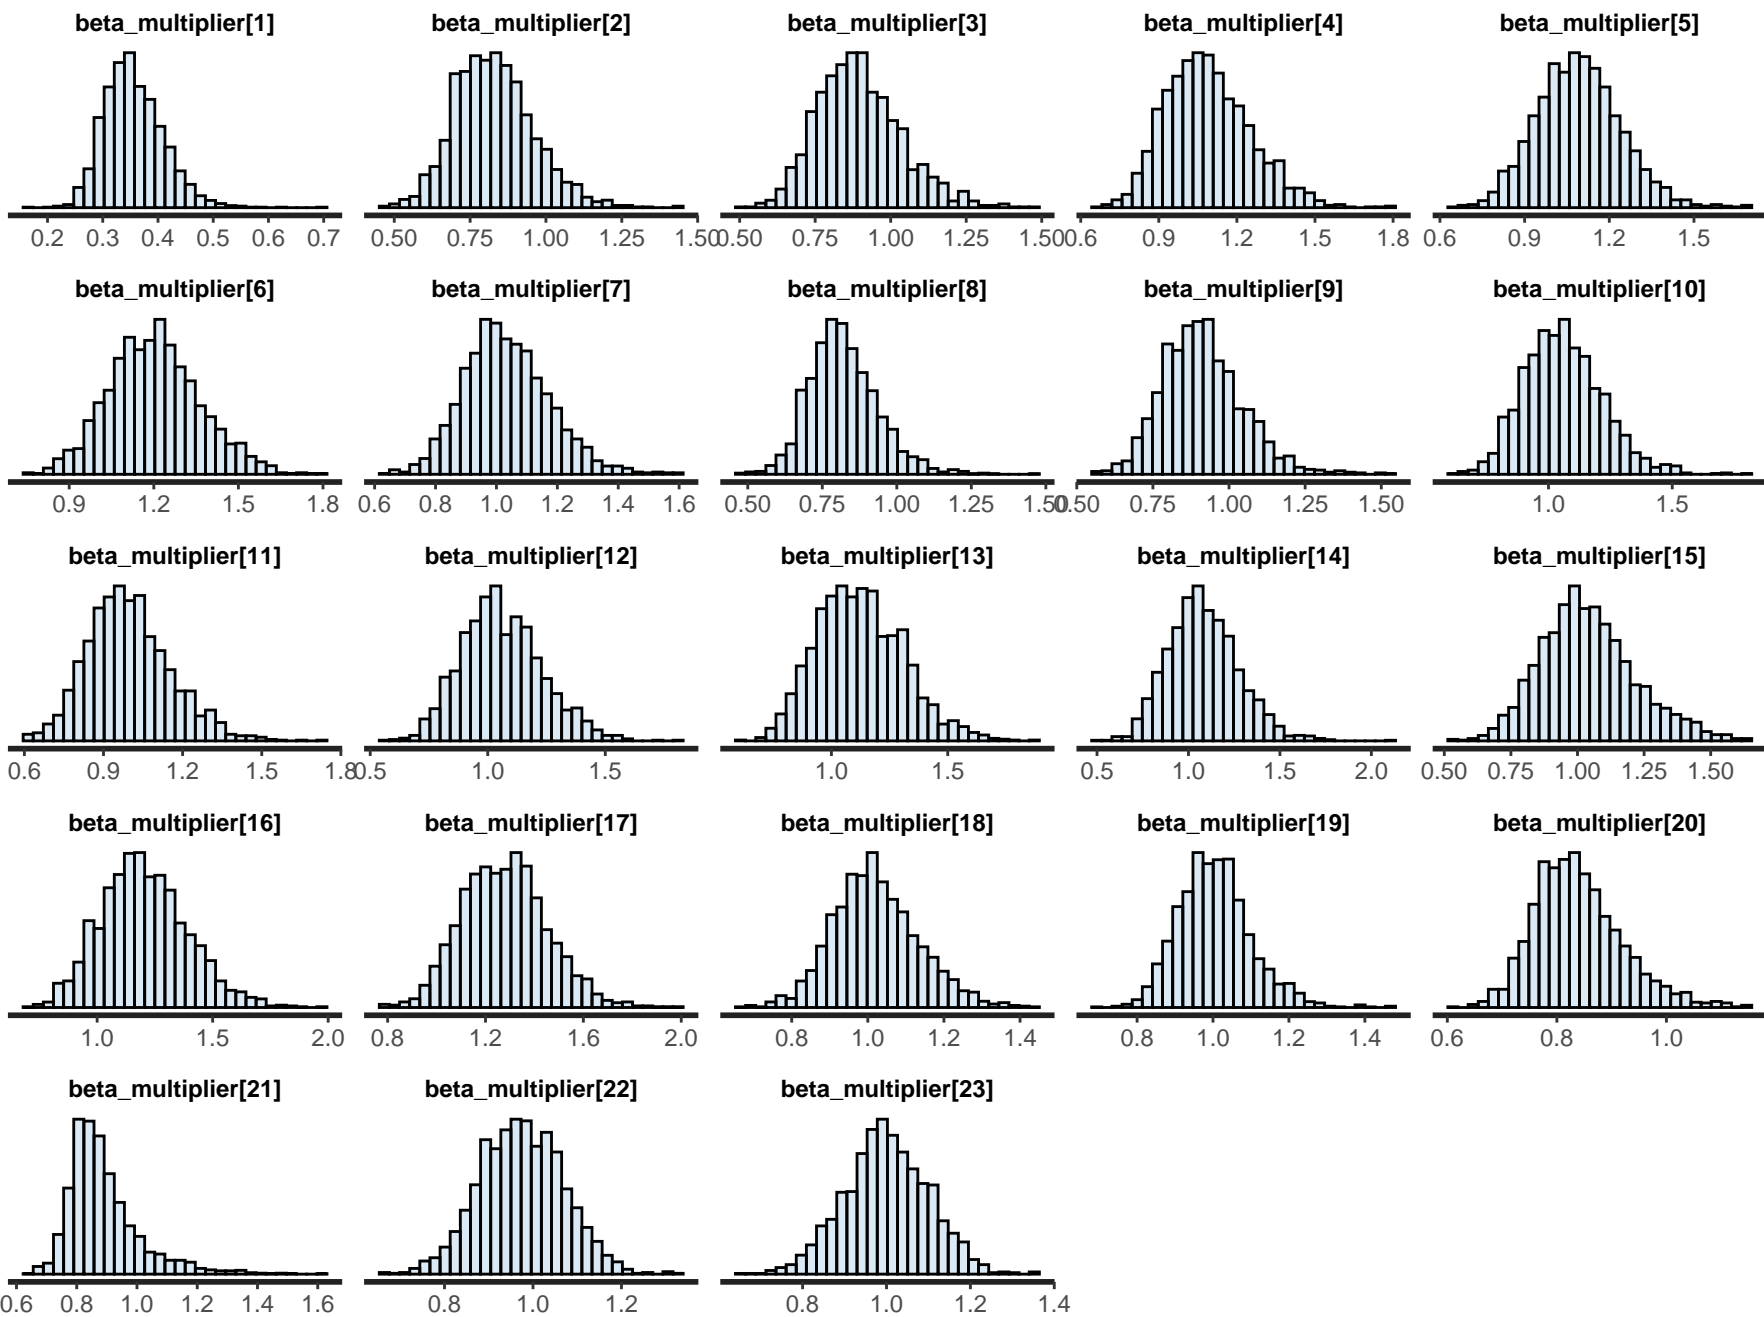 beta_multiplier[1] beta_multiplier[2] beta_multiplier[3] beta_multiplier[4] beta_multiplier[5]
0.2 0.3 0.4 0.5 0.6 0.7 0.50 0.75 1.00 1.25 1.50 0.50 0.75 1.00 1.25 1.50 0.6 0.9 1.2 1.5 1.8 0.6 0.9 1.2 1.5
beta_multiplier[6] beta_multiplier[7] beta_multiplier[8] beta_multiplier[9] beta_multiplier[10]
0.9 1.2 1.5 1.8 0.6 0.8 1.0 1.2 1.4 1.6 0.50 0.75 1.00 1.25 1.50 0.50 0.75 1.00 1.25 1.50 1.0 1.5
beta_multiplier[11] beta_multiplier[12] beta_multiplier[13] beta_multiplier[14] beta_multiplier[15]
0.6 0.9 1.2 1.5 1.8 0.5 1.0 1.5 1.0 1.5 0.5 1.0 1.5 2.0 0.50 0.75 1.00 1.25 1.50
beta_multiplier[16] beta_multiplier[17] beta_multiplier[18] beta_multiplier[19] beta_multiplier[20]
1.0 1.5 2.0 0.8 1.2 1.6 2.0 0.8 1.0 1.2 1.4 0.8 1.0 1.2 1.4 0.6 0.8 1.0
beta_multiplier[21] beta_multiplier[22] beta_multiplier[23]
0.6 0.8 1.0 1.2 1.4 1.6 0.8 1.0 1.2 0.8 1.0 1.2 1.4